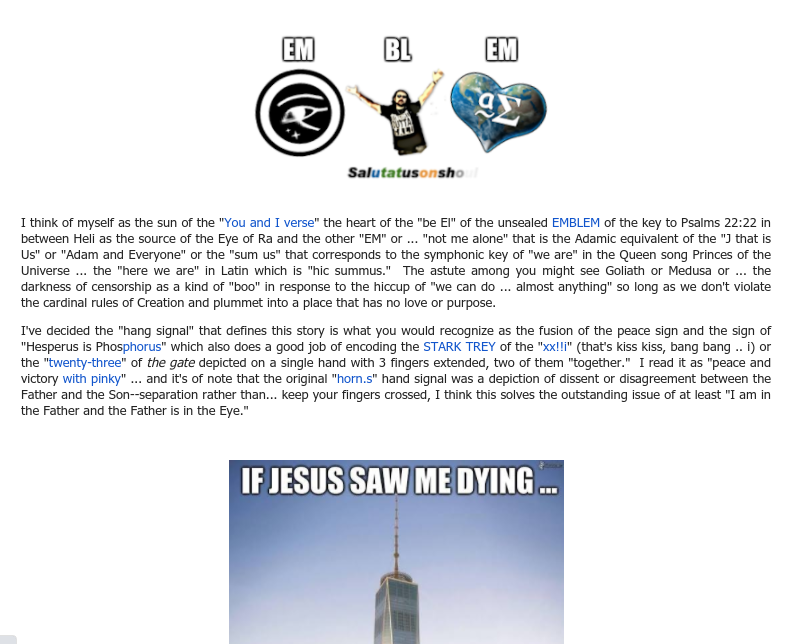 EM BL EM
Salutatusonsho
I think of myself as the sun of the "You and I verse" the heart of the "be El" of the unsealed EMBLEM of the key to Psalms 22:22 in
between Heli as the source of the Eye of Ra and the other "EM" or ... "not me alone" that is the Adamic equivalent of the "J that is
Us" or "Adam and Everyone" or the "sum us" that corresponds to the symphonic key of "we are" in the Queen song Princes of the
Universe ... the "here we are" in Latin which is "hic summus."  The astute among you might see Goliath or Medusa or ... the
darkness of censorship as a kind of "boo" in response to the hiccup of "we can do ... almost anything" so long as we don't violate
the cardinal rules of Creation and plummet into a place that has no love or purpose.
I've decided the "hang signal" that defines this story is what you would recognize as the fusion of the peace sign and the sign of
"Hesperus is Phosphorus" which also does a good job of encoding the STARK TREY of the "xx!!i" (that's kiss kiss, bang bang .. i) or
the "twenty-three" of the gate depicted on a single hand with 3 fingers extended, two of them "together."  I read it as "peace and
victory with pinky" ... and it's of note that the original "horn.s" hand signal was a depiction of dissent or disagreement between the
Father and the Son--separation rather than... keep your fingers crossed, I think this solves the outstanding issue of at least "I am in
the Father and the Father is in the Eye."
IF JESUS SAW ME DYING ...